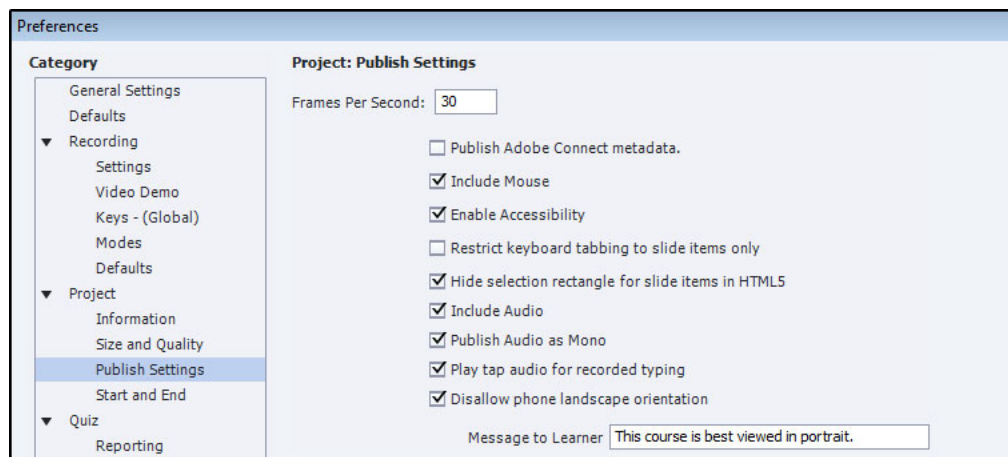 Preferences
Category
General Settings
Defaults
Recording
Settings
Video Demo
Keys - (Global)
Modes
Defaults
Project
Information
Size and Quality
Publish Settings
Start and End
Quiz
Reporting
Project: Publish Settings
Frames Per Second: 30
Publish Adobe Connect metadata.
Include Mouse
Enable Accessibility
Restrict keyboard tabbing to slide items only
Hide selection rectangle for slide items in HTML5
Include Audio
Publish Audio as Mono
Play tap audio for recorded typing
Disallow phone landscape orientation
Message to Learner This course is best viewed in portrait.